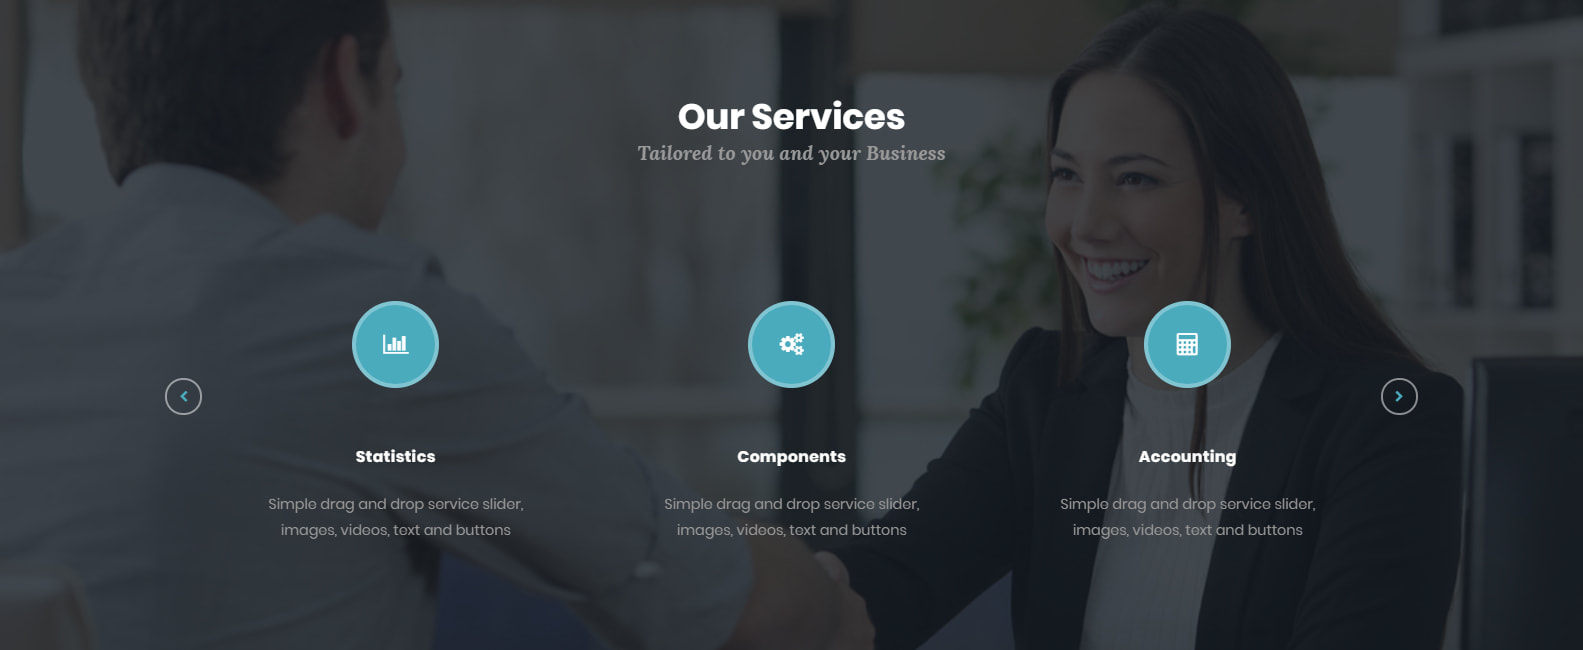 Our Services
Tailored to you and your Business
Statistics
Components
Accounting
Simple drag and drop service slider,
images, videos, text and buttons
Simple drag and drop service slider,
images, videos, text and buttons
Simple drag and drop service slider,
images, videos, text and buttons